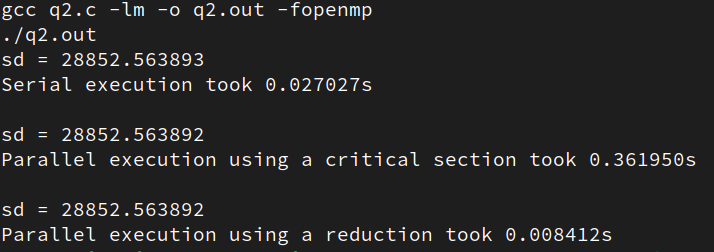 gcc q2.c -lm -o q2.out -fopenmp
./q2.out
sd = 28852.563893
Serial execution took 0.027027s
sd = 28852.563892
Parallel execution using a critical section took 0.361950s
sd = 28852.563892
Parallel execution using a reduction took 0.008412s